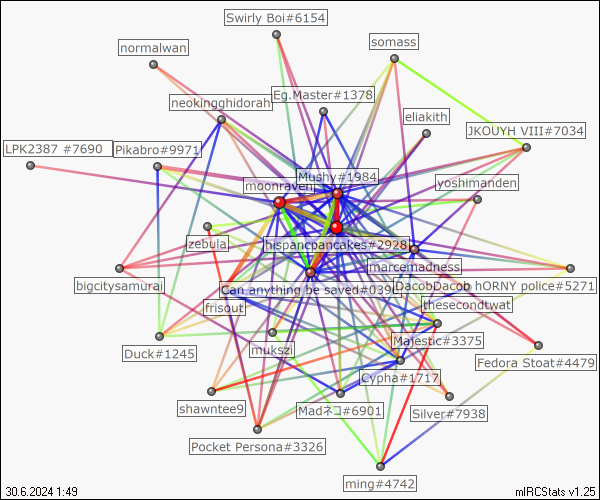 Swirly Boi#6154
somass
normalwan
Eg.Master#1378
neokingghidorah
eliakith
JKOUYH VIII#7034
LPK2387 #7690
Pikabro#9971
Mushy#1984
moonraven
yoshimanden
zebula
hispancpancakes#2928
marcemadness
bigcitysamurai
Can anything be saved#0390
DacobDacob hORNY police#5271
frisout
thesecondtwat
Majestic#3375
Duck#1245
mukszi
Fedora Stoat#4479
Cypha#1717
shawntee9
Madネコ#6901
Silver#7938
Pocket Persona#3326
ming#4742
30.6.2024 1:49
mIRCStats v1.25